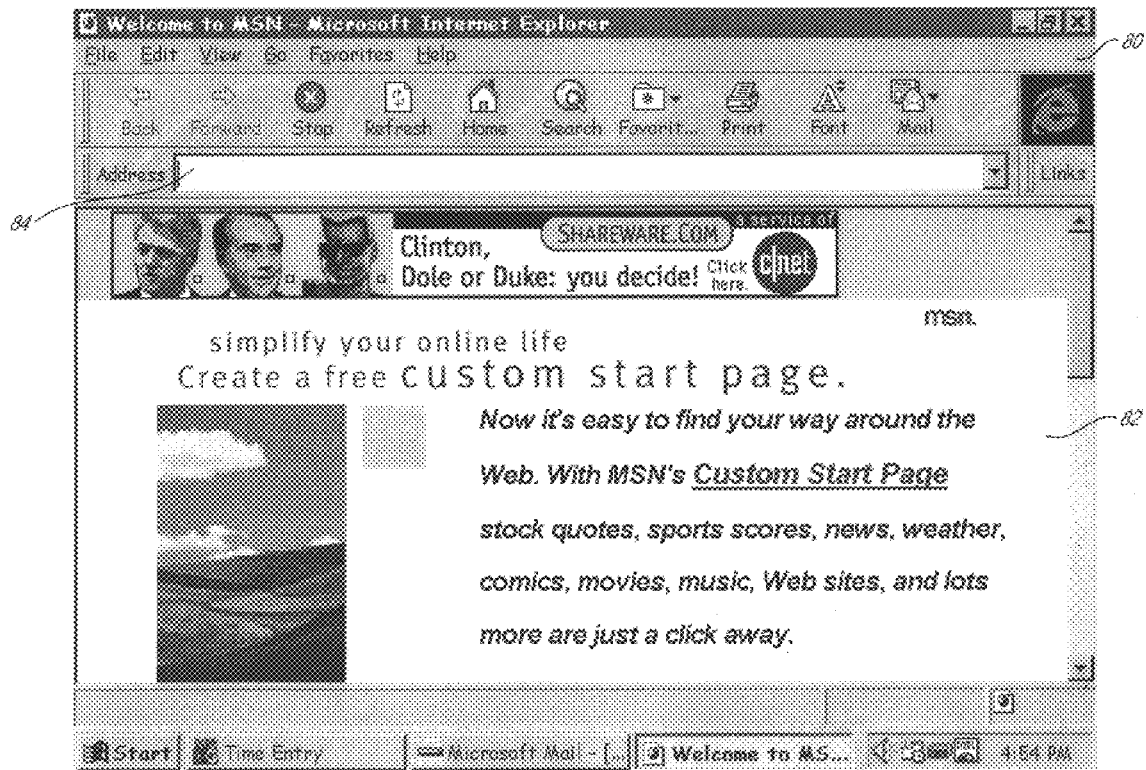 Welcome to MSN - Microsoft Internet Explorer
80
File Edit View Go Favorites Help
Back Forward Stop Refresh Home Search Favorit... Print Font Mail
Address Links
84
a service of
SHAREWARE.COM
Clinton,
Dole or Duke: you decide! Click here. c|net
msn.
simplify your online life
Create a free custom start page.
Now it's easy to find your way around the
82
Web. With MSN's Custom Start Page
stock quotes, sports scores, news, weather,
comics, movies, music, Web sites, and lots
more are just a click away.
Start Time Entry Microsoft Mail - [... Welcome to MS... 4:54 PM